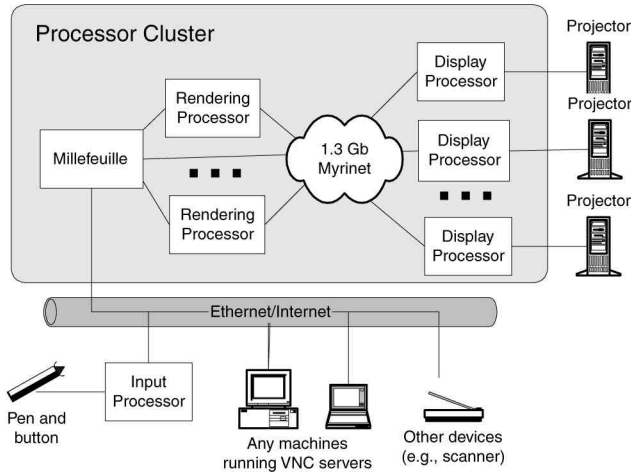 Processor Cluster
Projector
Display
Processor
Rendering
Processor
Projector
Millefeuille
1.3 Gb
Myrinet
Display
Processor
Rendering
Processor
Projector
Display
Processor
Ethernet/Internet
Input
Processor
Pen and
button
Any machines
running VNC servers
Other devices
(e.g., scanner)